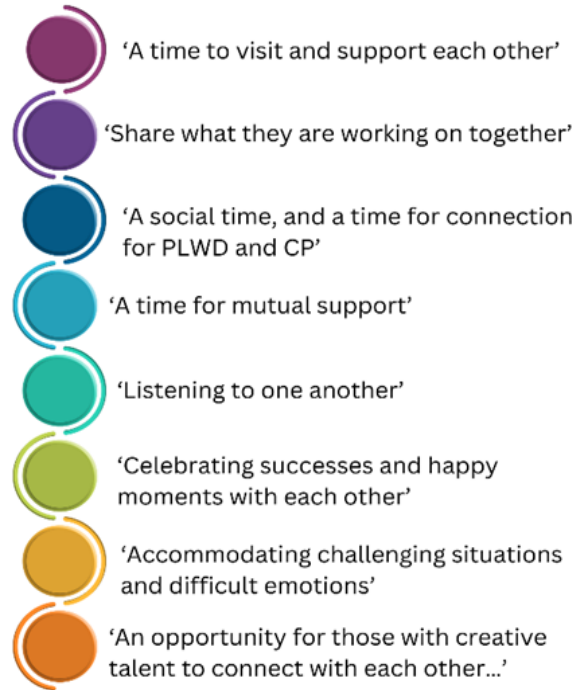 ‘A time to visit and support each other’
‘Share what they are working on together’
‘A social time, and a time for connection
for PLWD and CP’
‘A time for mutual support’
‘Listening to one another’
‘Celebrating successes and happy
moments with each other’
‘Accommodating challenging situations
and difficult emotions’
‘An opportunity for those with creative
talent to connect with each other...’